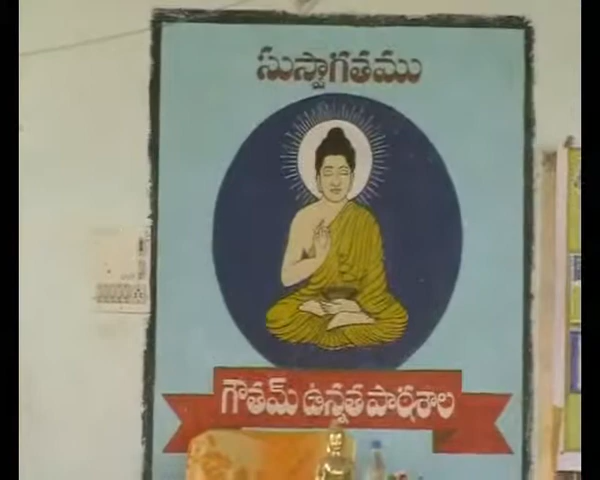 సుస్వాగతము
గౌతమ్ ఉన్నత పాఠశాల